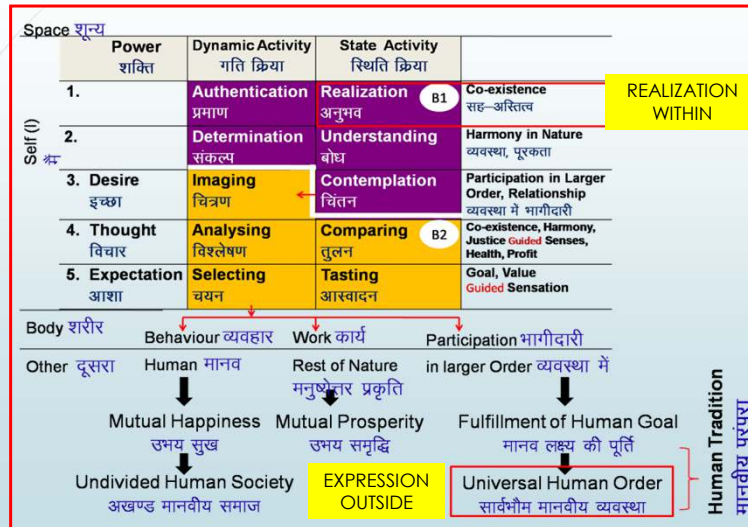 Space शून्य
Power Dynamic Activity State Activity
शक्ति गति क्रिया स्थिति क्रिया
1. Authentication Realization B1 Co-existence
प्रमाण अनुभव सह–अस्तित्व
REALIZATION
WITHIN
Self (I)
मैं
2. Determination Understanding Harmony in Nature
संकल्प बोध व्यवस्था, पूरकता
3. Desire Imaging Contemplation Participation in Larger
Order, Relationship
इच्छा चित्रण चिंतन व्यवस्था में भागीदारी
4. Thought Analysing Comparing B2 Co-existence, Harmony,
Justice Guided Senses,
विचार विश्लेषण तुलन Health, Profit
5. Expectation Selecting Tasting Goal, Value
आशा चयन आस्वादन Guided Sensation
Body शरीर
Behaviour व्यवहार Work कार्य Participation भागीदारी
Other दूसरा Human मानव Rest of Nature in larger Order व्यवस्था में
मनुष्येत्तर प्रकृति
Mutual Happiness Mutual Prosperity Fulfillment of Human Goal
उभय सुख उभय समृद्धि मानव लक्ष्य की पूर्ति
Undivided Human Society EXPRESSION Universal Human Order
अखण्ड मानवीय समाज OUTSIDE सार्वभौम मानवीय व्यवस्था
Human Tradition
मानवीय परंपरा